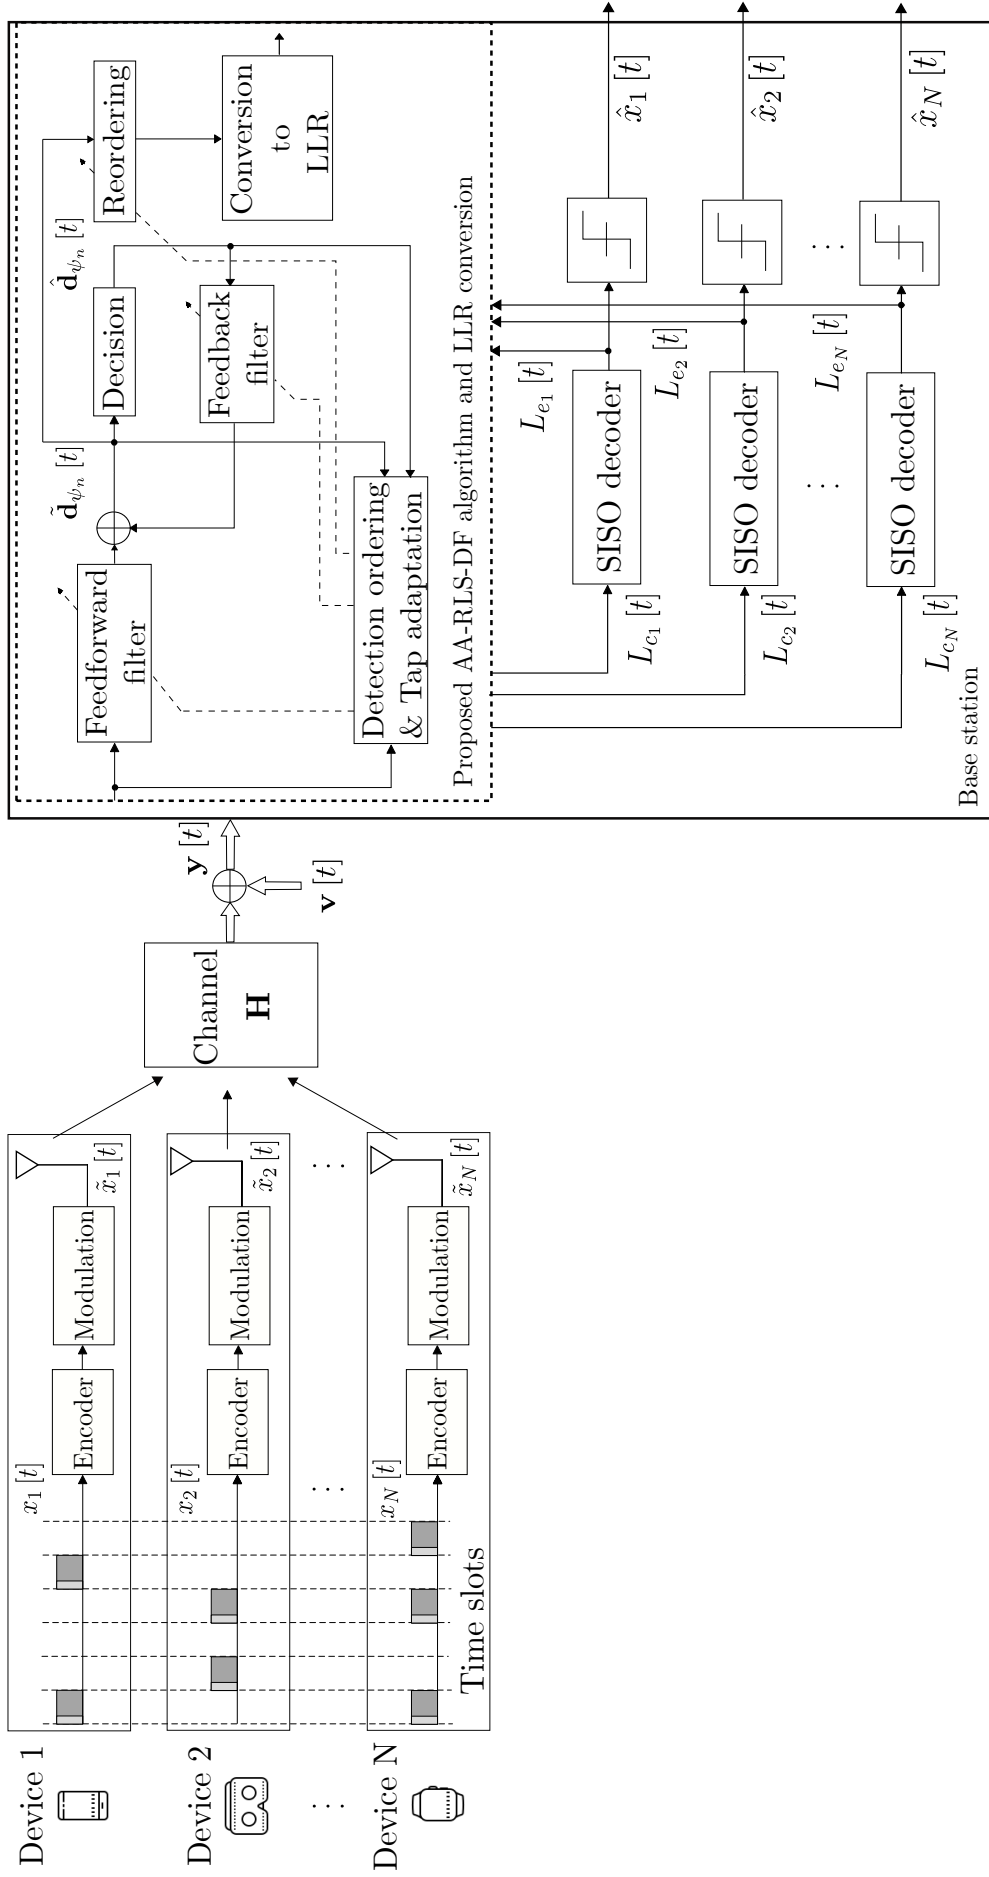 Device 1
x_1 [t]
Encoder
Modulation
x̃_1 [t]
Device 2
x_2 [t]
Encoder
Modulation
x̃_2 [t]
. . .
. . .
. . .
Device N
x_N [t]
Encoder
Modulation
x̃_N [t]
Time slots
Channel
H
y [t]
v [t]
Feedforward
filter
d̃_{ψ_n} [t]
Decision
d̂_{ψ_n} [t]
Reordering
Feedback
filter
Conversion
to
LLR
Detection ordering
& Tap adaptation
Proposed AA-RLS-DF algorithm and LLR conversion
L_{c_1} [t]
SISO decoder
L_{e_1} [t]
x̂_1 [t]
L_{c_2} [t]
SISO decoder
L_{e_2} [t]
x̂_2 [t]
. . .
. . .
L_{c_N} [t]
SISO decoder
L_{e_N} [t]
x̂_N [t]
Base station